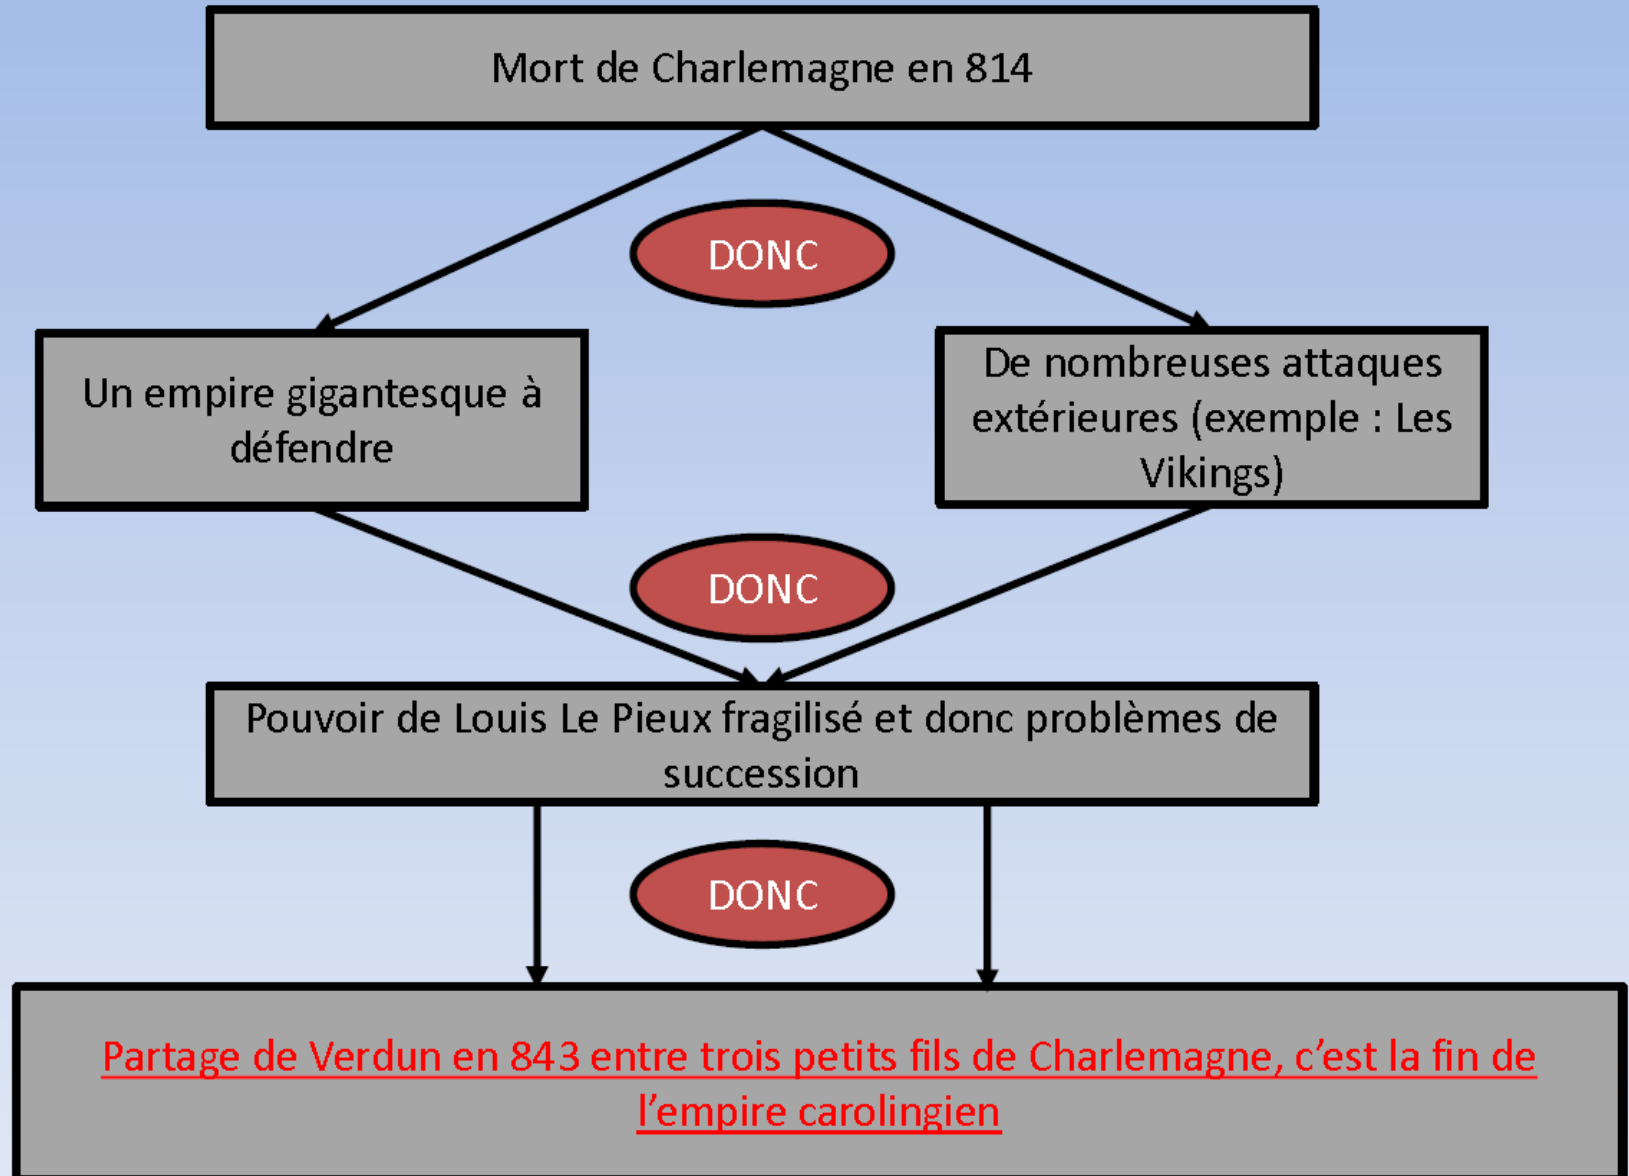 Mort de Charlemagne en 814
DONC
Un empire gigantesque à
défendre
De nombreuses attaques
extérieures (exemple : Les
Vikings)
DONC
Pouvoir de Louis Le Pieux fragilisé et donc problèmes de
succession
DONC
Partage de Verdun en 843 entre trois petits fils de Charlemagne, c’est la fin de
l’empire carolingien